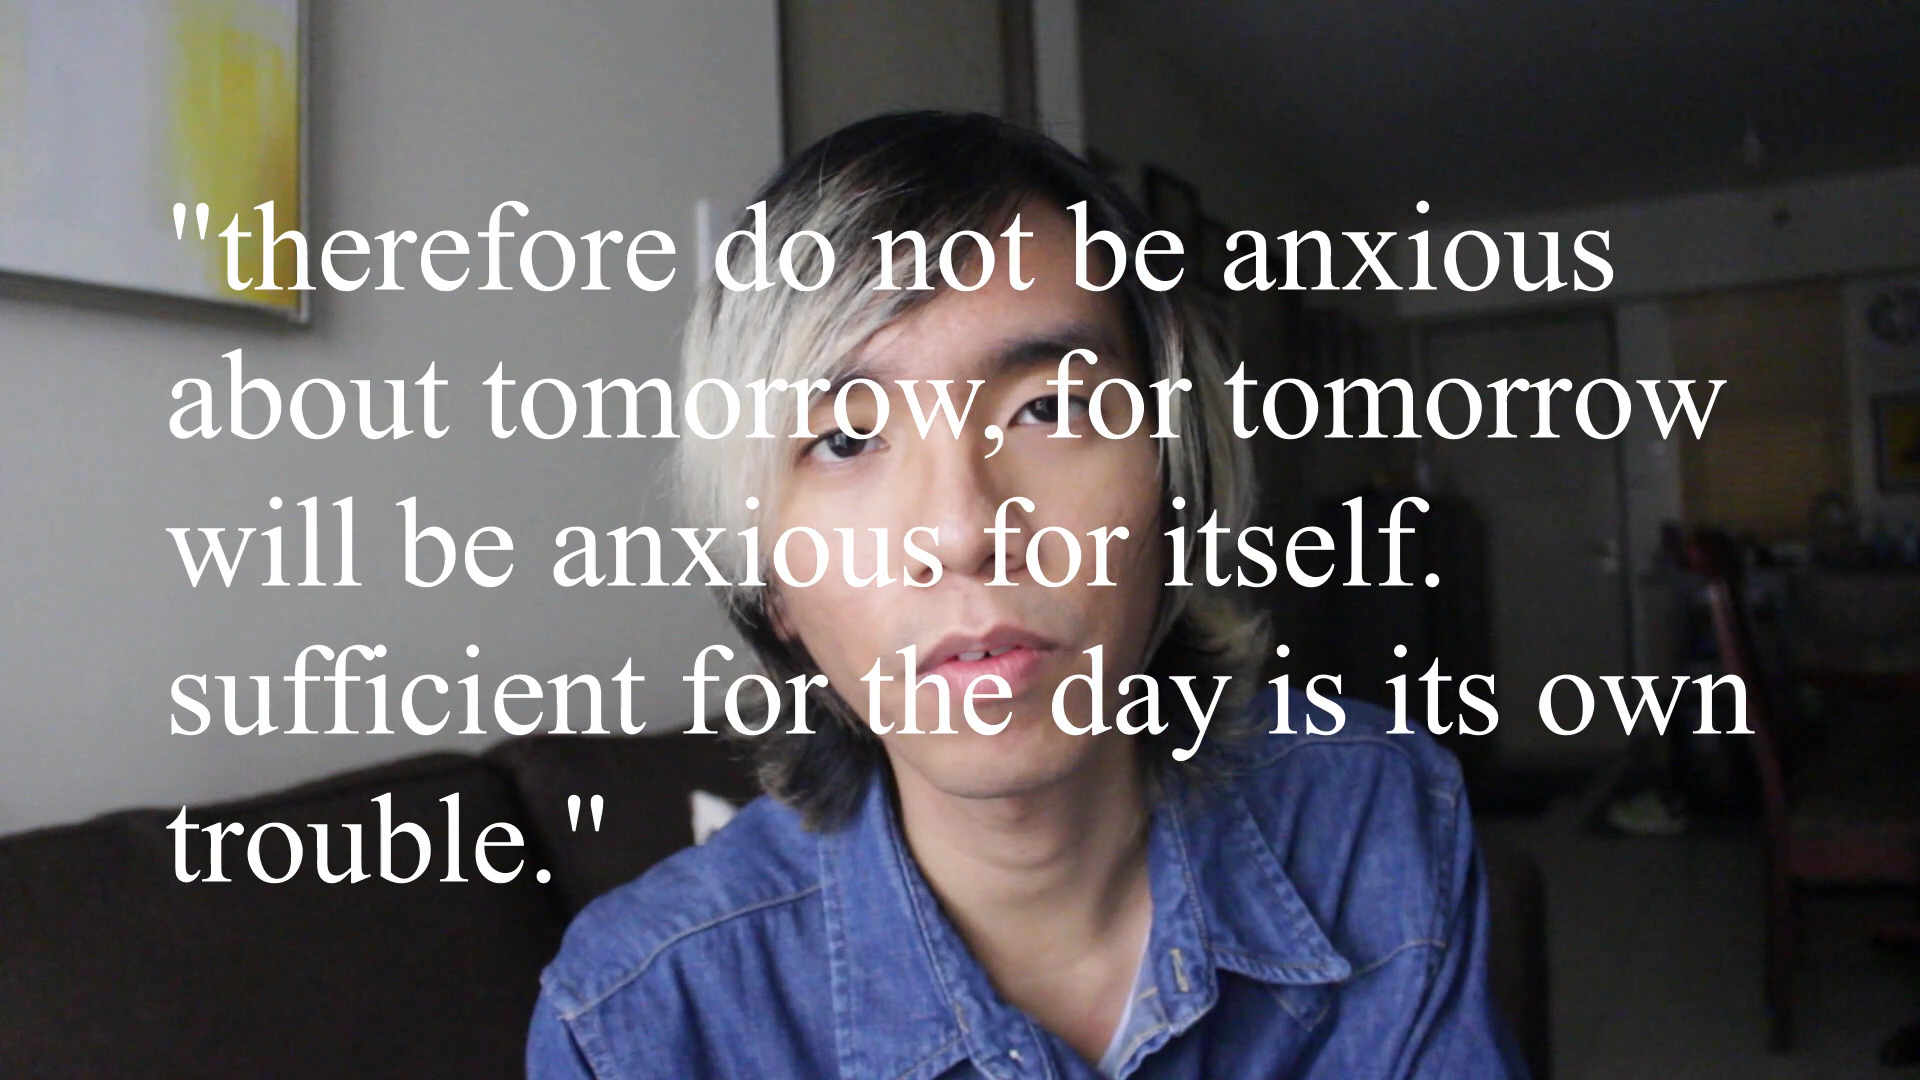 "therefore do not be anxious
about tomorrow, for tomorrow
will be anxious for itself.
sufficient for the day is its own
trouble."